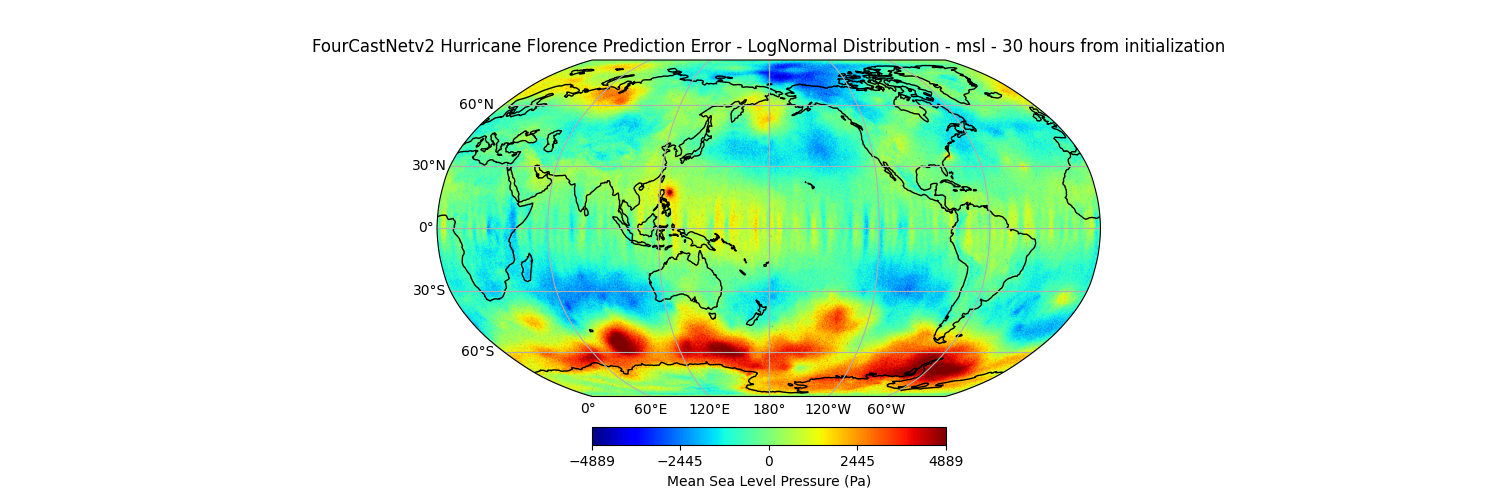 FourCastNetv2 Hurricane Florence Prediction Error - LogNormal Distribution - msl - 30 hours from initialization
60°N
30°N
0°
30°S
60°S
0° 60°E 120°E 180° 120°W 60°W
−4889 −2445 0 2445 4889
Mean Sea Level Pressure (Pa)